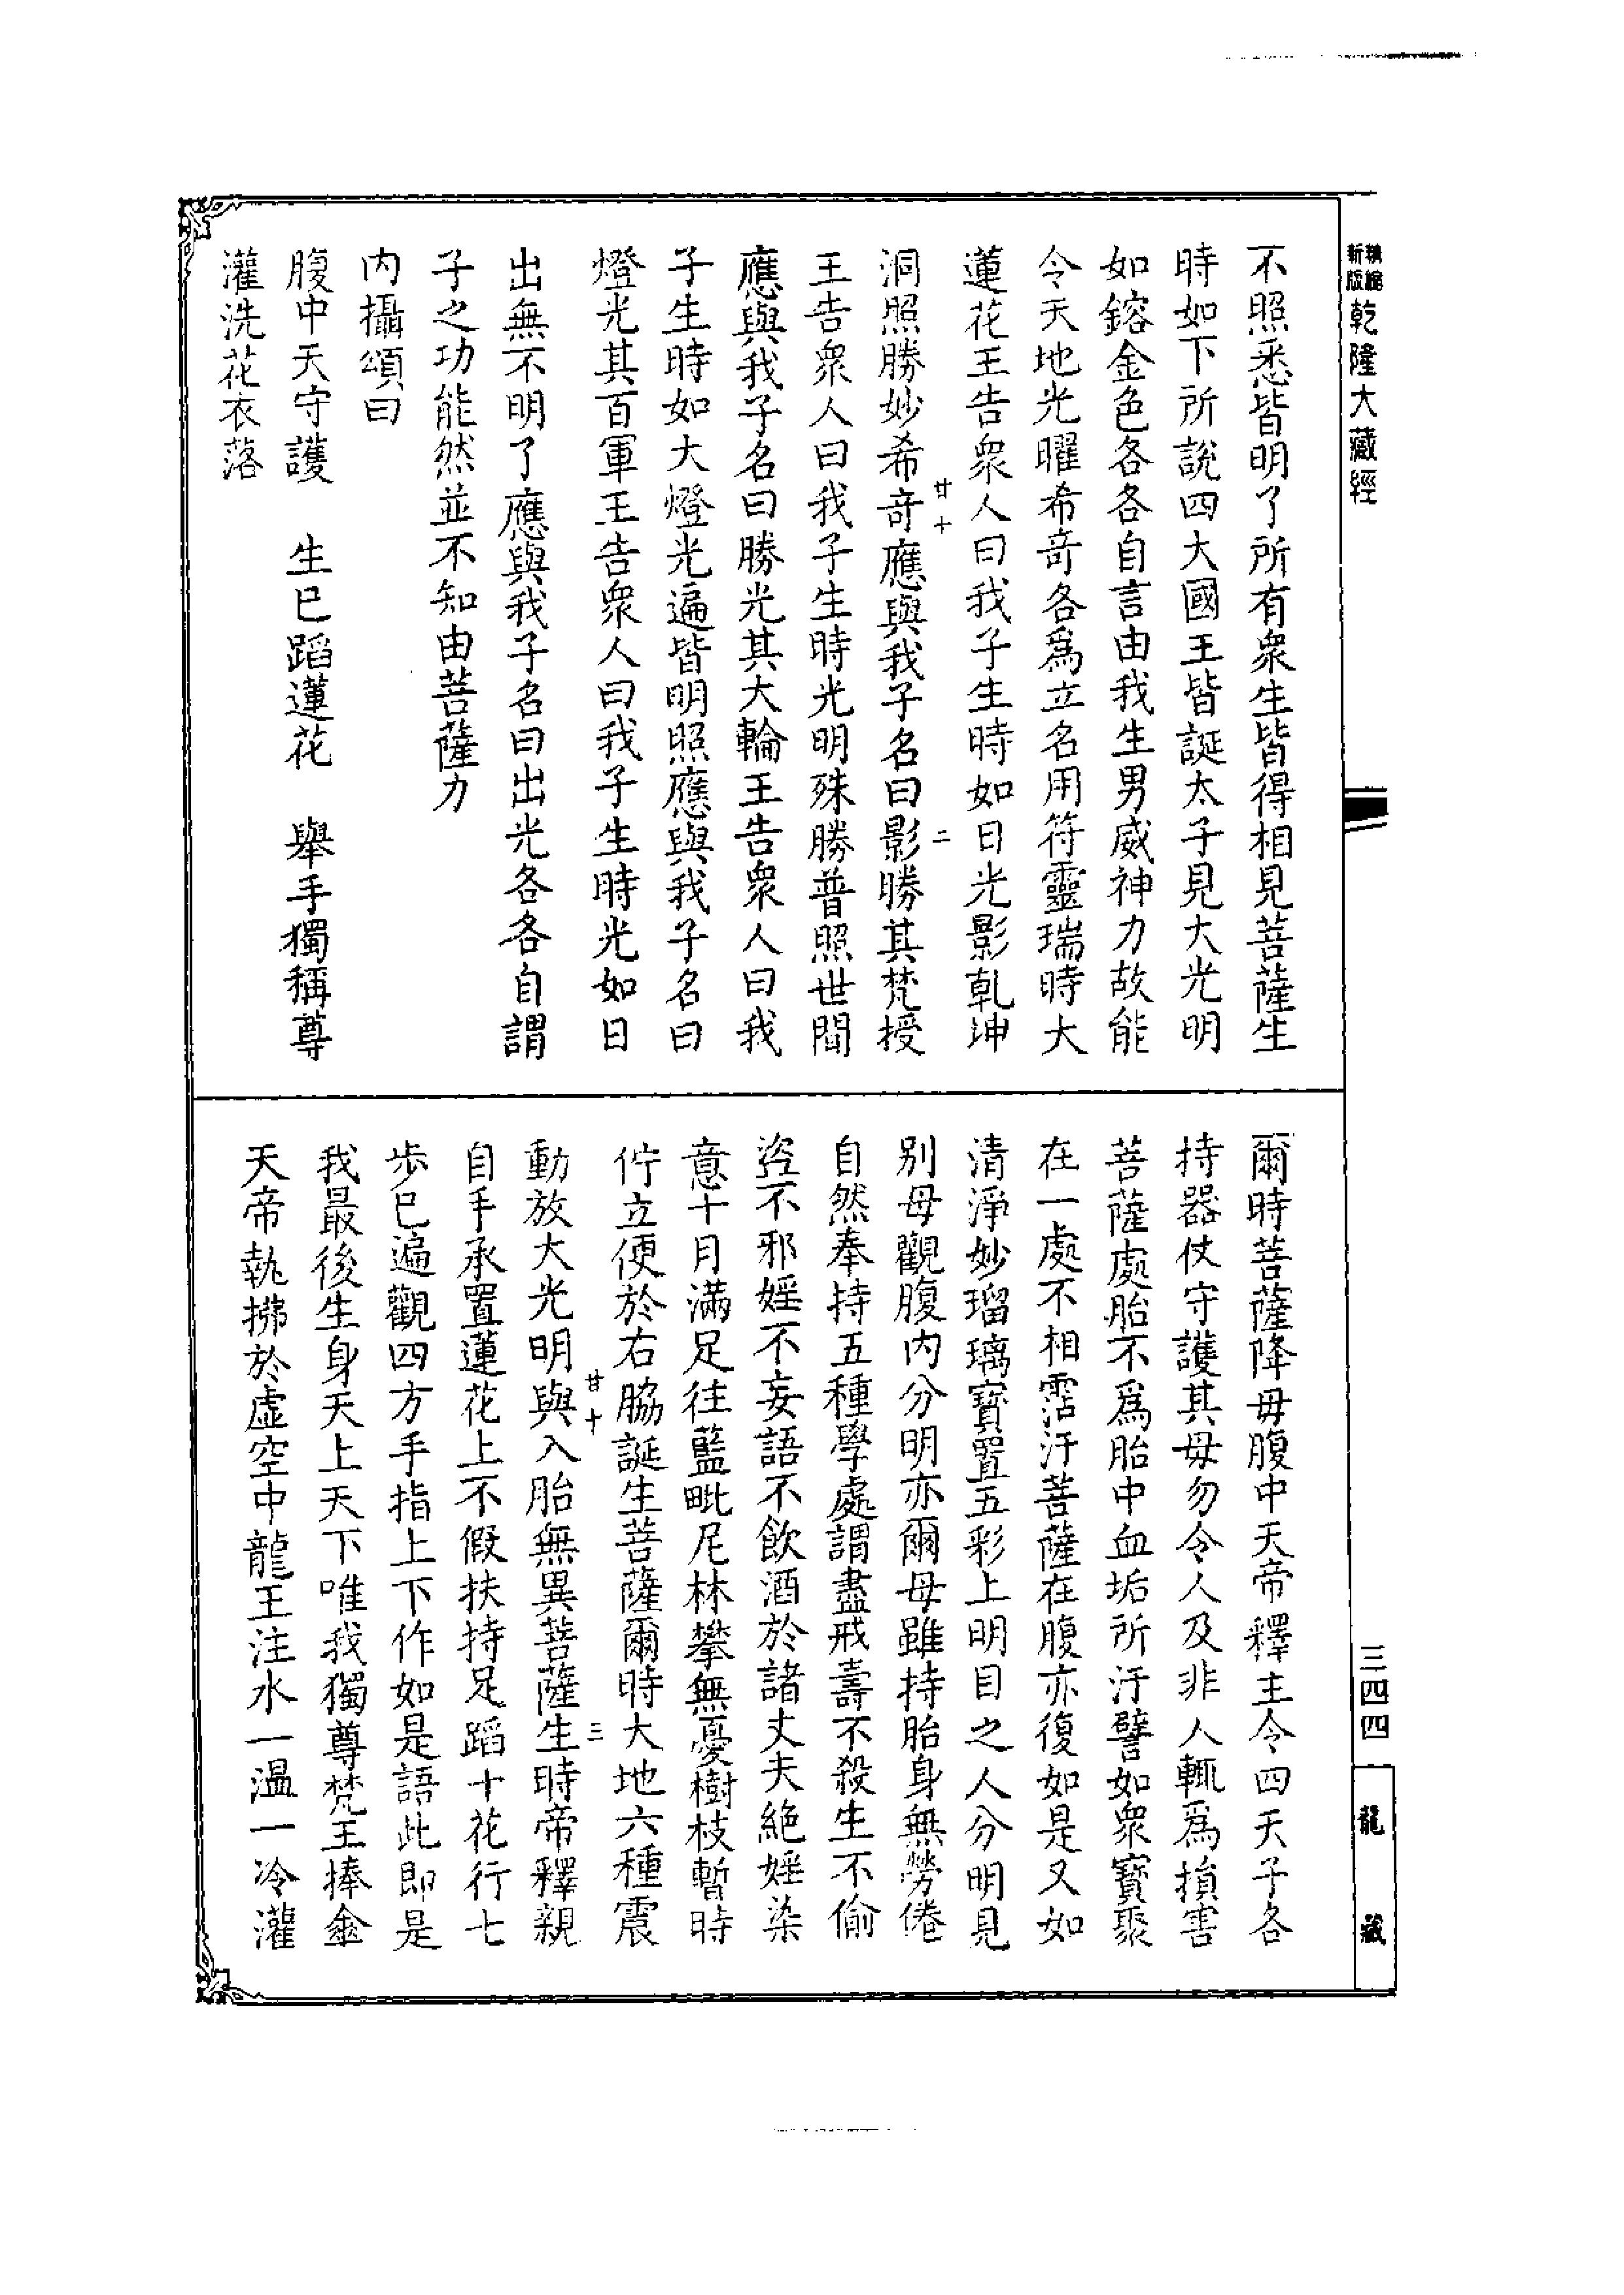 新版 精縮 乾隆大藏經
不照悉皆明了所有衆生皆得相見菩薩生
時如下所說四大國王皆誕太子見大光明
如鎔金色各各自言由我生男威神力故能
令天地光曜希奇各爲立名用符靈瑞時大
蓮花王告衆人曰我子生時如日光影乹坤
廿十 二
洞照勝妙希奇應與我子名曰影勝其梵授
王告衆人曰我子生時光明殊勝普照世間
應與我子名曰勝光其大輪王告衆人曰我
子生時如大燈光遍皆明照應與我子名曰
燈光其百軍王告衆人曰我子生時光如日
出無不明了應與我子名曰出光各各自謂
子之功能然並不知由菩薩力
内攝頌曰
腹中天守護 生巳蹈蓮花 舉手獨稱尊
灌洗花衣落
爾時菩薩降母腹中天帝釋主令四天子各
持器仗守護其母勿令人及非人輒爲損害
菩薩處胎不爲胎中血垢所汙譬如衆寶聚
在一處不相霑汙菩薩在腹亦復如是又如
清淨妙瑠璃寶置五彩上明目之人分明見
别母觀腹内分明亦爾母雖持胎身無勞倦
自然奉持五種學處謂盡戒壽不殺生不偷
盗不邪婬不妄語不飲酒於諸丈夫絶婬染
意十月滿足往藍毗尼林攀無憂樹枝暫時
佇立便於右脇誕生菩薩爾時大地六種震
廿十 三
動放大光明與入胎無異菩薩生時帝釋親
自手承置蓮花上不假扶持足蹈十花行七
步巳遍觀四方手指上下作如是語此即是
我最後生身天上天下唯我獨尊梵王捧傘
天帝執拂於虚空中龍王注水一温一冷灌
三四四
龍藏